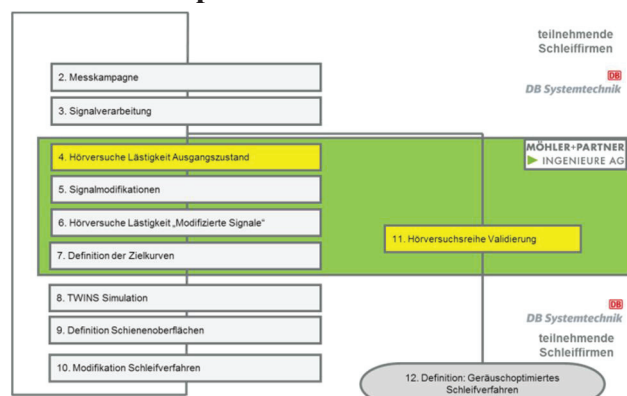 teilnehmende
Schleiffirmen
DB
DB Systemtechnik
2. Messkampagne
3. Signalverarbeitung
4. Hörversuche Lästigkeit Ausgangszustand
MÖHLER+PARTNER
INGENIEURE AG
5. Signalmodifikationen
6. Hörversuche Lästigkeit „Modifizierte Signale“
11. Hörversuchsreihe Validierung
7. Definition der Zielkurven
8. TWINS Simulation
DB
DB Systemtechnik
9. Definition Schienenoberflächen
teilnehmende
Schleiffirmen
10. Modifikation Schleifverfahren
12. Definition: Geräuschoptimiertes
Schleifverfahren